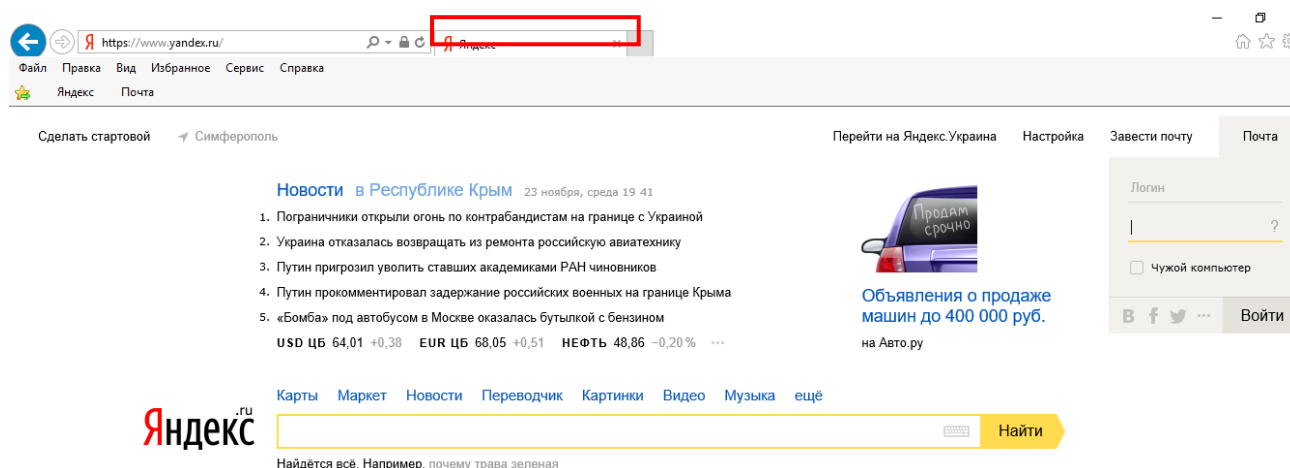 https://www.yandex.ru/
Яндекс
Файл Правка Вид Избранное Сервис Справка
Яндекс Почта
Сделать стартовой Симферополь Перейти на Яндекс.Украина Настройка Завести почту Почта
Новости в Республике Крым 23 ноября, среда 19 41
1. Пограничники открыли огонь по контрабандистам на границе с Украиной
2. Украина отказалась возвращать из ремонта российскую авиатехнику
3. Путин пригрозил уволить ставших академиками РАН чиновников
4. Путин прокомментировал задержание российских военных на границе Крыма
5. «Бомба» под автобусом в Москве оказалась бутылкой с бензином
USD ЦБ 64,01 +0,38 EUR ЦБ 68,05 +0,51 НЕФТЬ 48,86 −0,20 % ···
Продам
срочно
Объявления о продаже
машин до 400 000 руб.
на Авто.ру
Логин
?
Чужой компьютер
Войти
Карты Маркет Новости Переводчик Картинки Видео Музыка ещё
Яндекс .ru
Найти
Найдётся всё. Например, почему трава зеленая